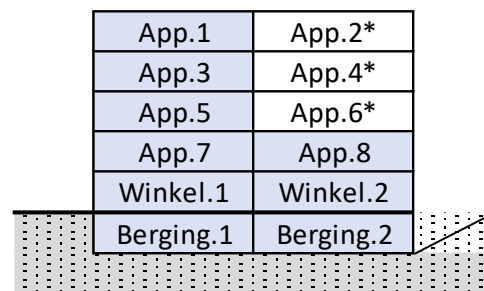 App.1 App.2*
App.3 App.4*
App.5 App.6*
App.7 App.8
Winkel.1 Winkel.2
Berging.1 Berging.2